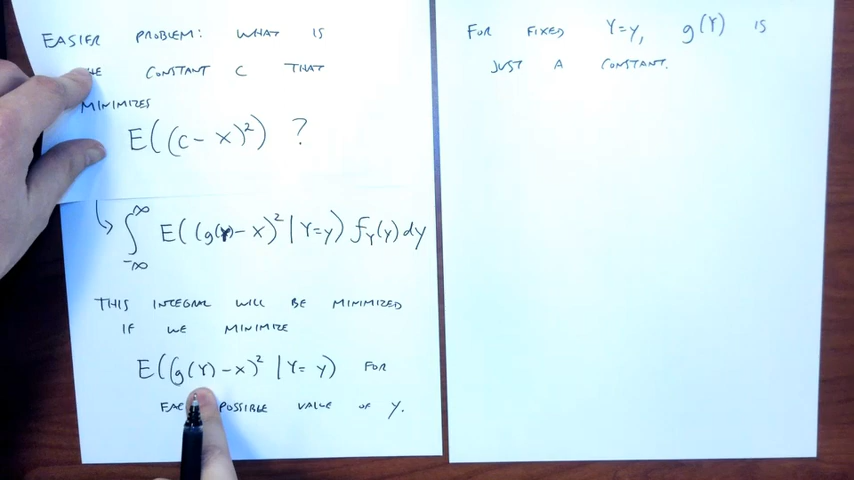 EASIER PROBLEM: WHAT IS
CONSTANT C THAT
MINIMIZES
E((c-X)²) ?
↳ ∫_{-∞}^{∞} E((g(Y)-X)² | Y=y) f_Y(y) dy
THIS INTEGRAL WILL BE MINIMIZED
IF WE MINIMIZE
E((g(Y)-X)² | Y=y) FOR
POSSIBLE VALUE OF y.
FOR FIXED Y=y, g(Y) IS
JUST A CONSTANT.